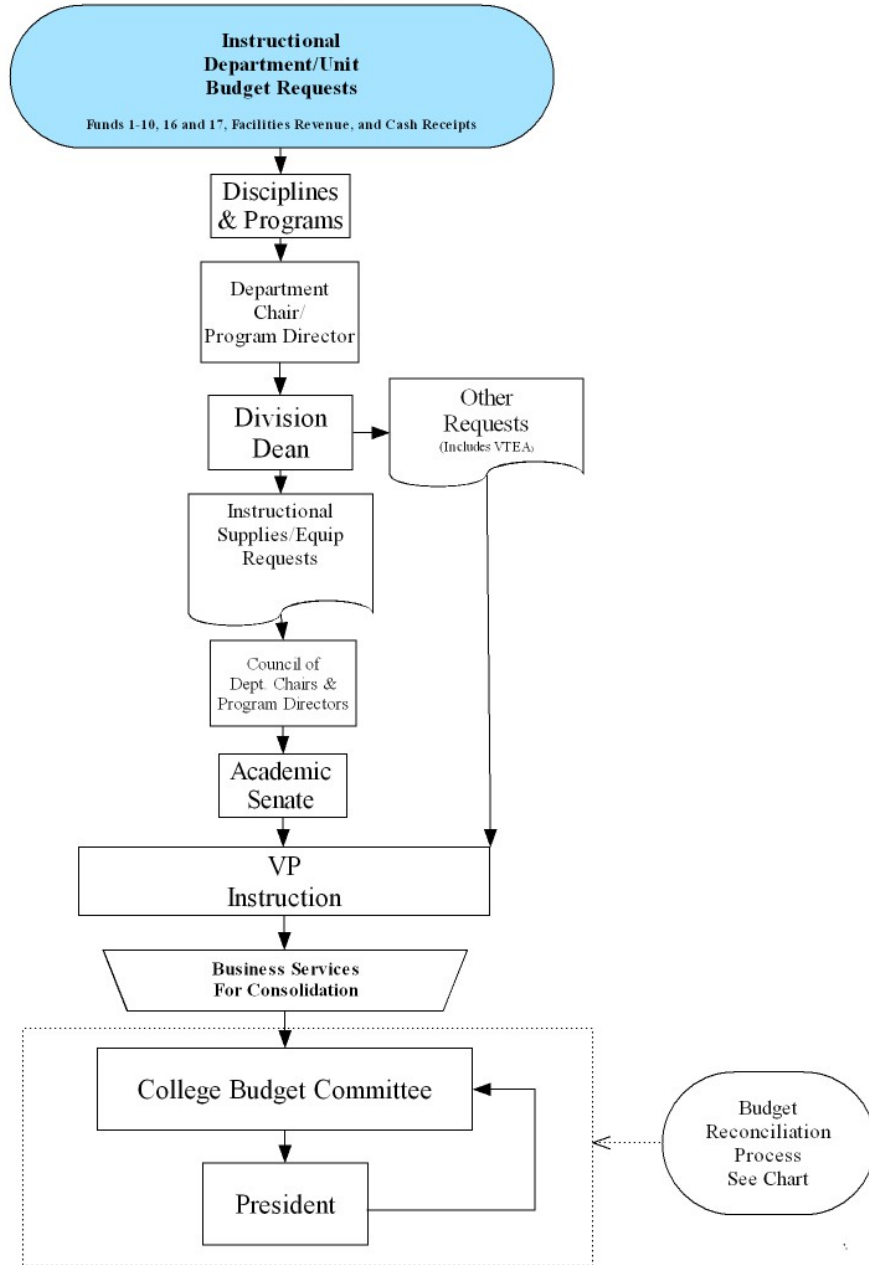 Instructional
Department/Unit
Budget Requests
Funds 1-10, 16 and 17, Facilities Revenue, and Cash Receipts
Disciplines
& Programs
Department
Chair/
Program Director
Division
Dean
Other
Requests
(Includes VTEA)
Instructional
Supplies/Equip
Requests
Council of
Dept. Chairs &
Program Directors
Academic
Senate
VP
Instruction
Business Services
For Consolidation
College Budget Committee
President
Budget
Reconciliation
Process
See Chart